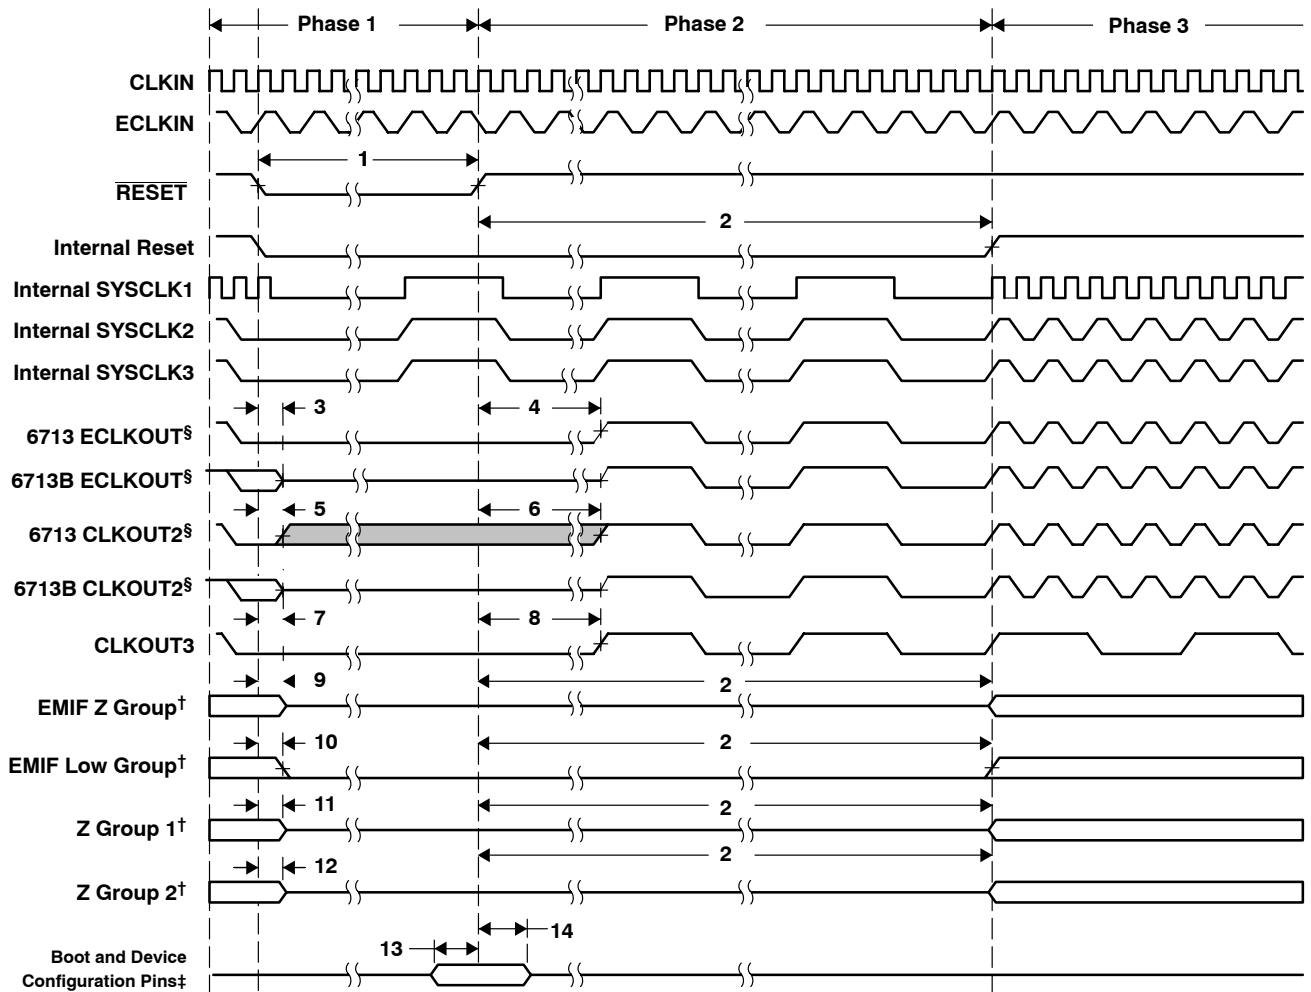 Phase 1 Phase 2 Phase 3
CLKIN
ECLKIN
1
RESET
2
Internal Reset
Internal SYSCLK1
Internal SYSCLK2
Internal SYSCLK3
3 4
6713 ECLKOUT§
6713B ECLKOUT§
5 6
6713 CLKOUT2§
6713B CLKOUT2§
7 8
CLKOUT3
9 2
EMIF Z Group†
10 2
EMIF Low Group†
11 2
Z Group 1†
2
12
Z Group 2†
14
13
Boot and Device
Configuration Pins‡